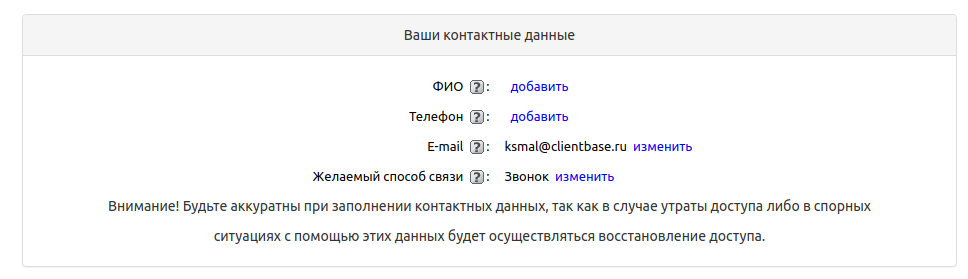 Ваши контактные данные
ФИО ? : добавить
Телефон ? : добавить
E-mail ? : ksmal@clientbase.ru изменить
Желаемый способ связи ? : Звонок изменить
Внимание! Будьте аккуратны при заполнении контактных данных, так как в случае утраты доступа либо в спорных
ситуациях с помощью этих данных будет осуществляться восстановление доступа.